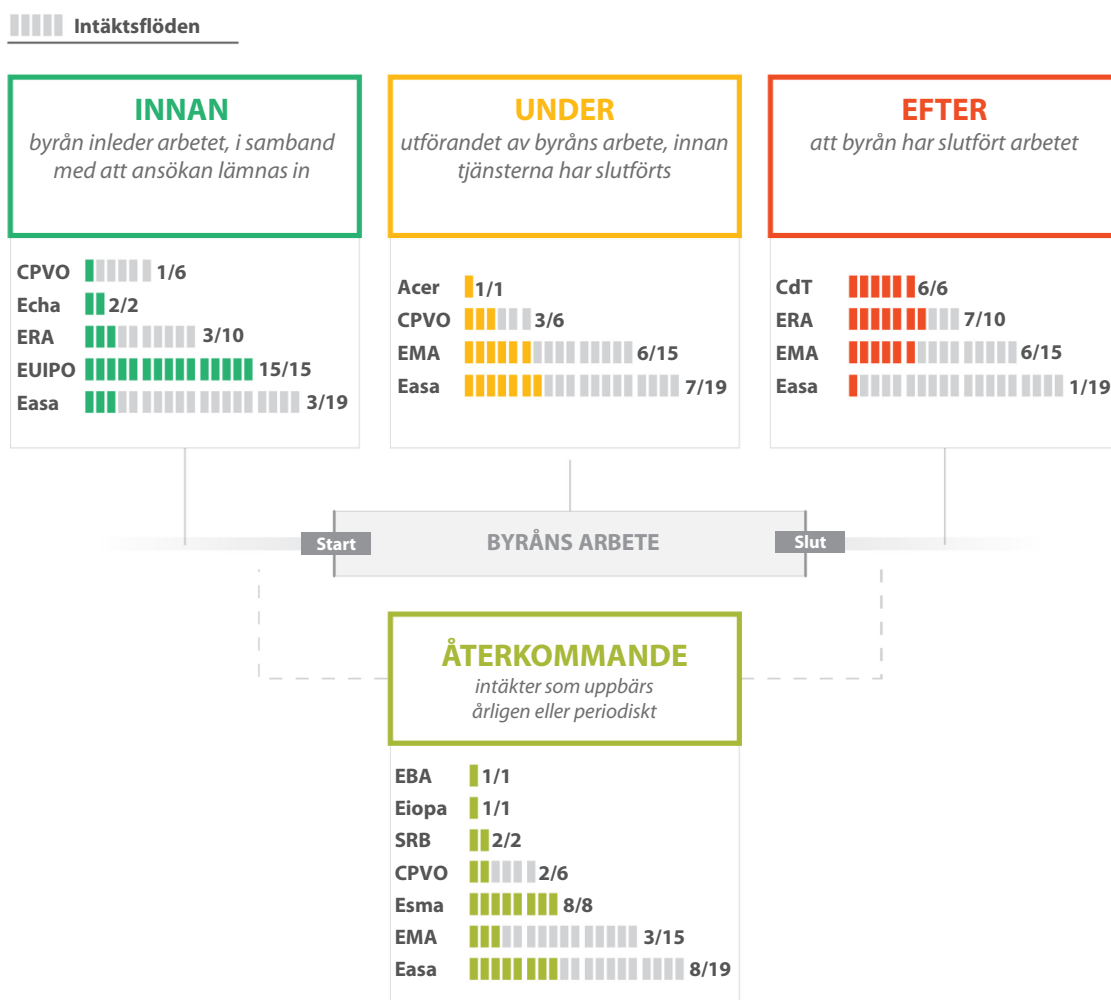 Intäktsflöden
INNAN
byrån inleder arbetet, i samband
med att ansökan lämnas in
CPVO 1/6
Echa 2/2
ERA 3/10
EUIPO 15/15
Easa 3/19
UNDER
utförandet av byråns arbete, innan
tjänsterna har slutförts
Acer 1/1
CPVO 3/6
EMA 6/15
Easa 7/19
EFTER
att byrån har slutfört arbetet
CdT 6/6
ERA 7/10
EMA 6/15
Easa 1/19
Start
BYRÅNS ARBETE
Slut
ÅTERKOMMANDE
intäkter som uppbärs
årligen eller periodiskt
EBA 1/1
Eiopa 1/1
SRB 2/2
CPVO 2/6
Esma 8/8
EMA 3/15
Easa 8/19